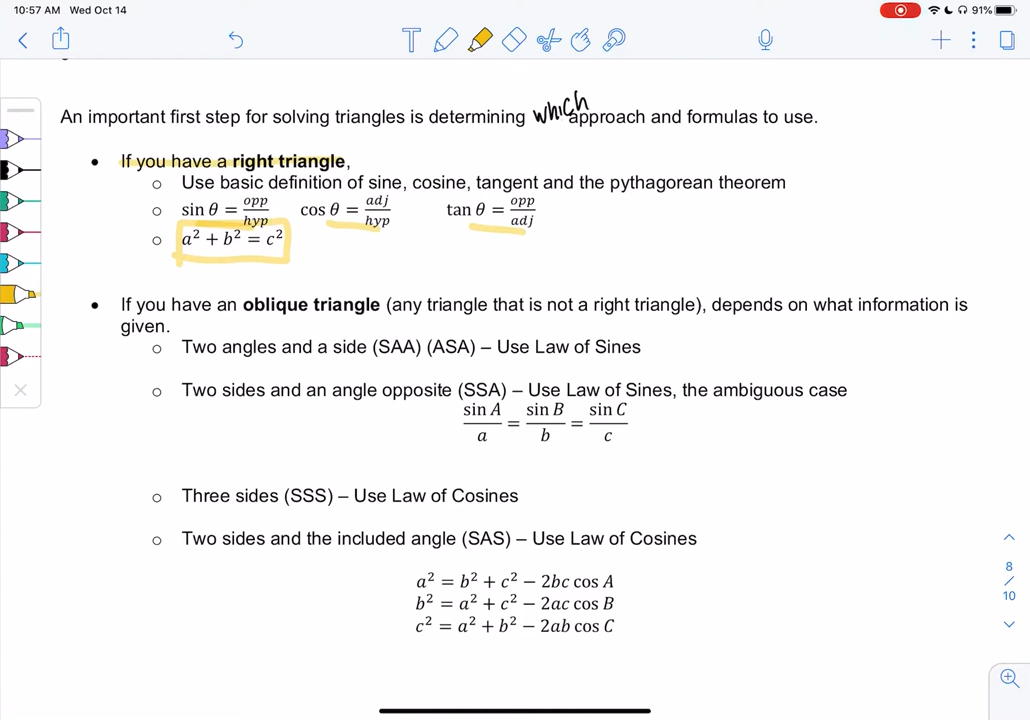 10:57 AM Wed Oct 14
91%
An important first step for solving triangles is determining which approach and formulas to use.
• If you have a right triangle,
o Use basic definition of sine, cosine, tangent and the pythagorean theorem
o sin θ = opp/hyp cos θ = adj/hyp tan θ = opp/adj
o a² + b² = c²
• If you have an oblique triangle (any triangle that is not a right triangle), depends on what information is
given.
o Two angles and a side (SAA) (ASA) – Use Law of Sines
o Two sides and an angle opposite (SSA) – Use Law of Sines, the ambiguous case
sin A/a = sin B/b = sin C/c
o Three sides (SSS) – Use Law of Cosines
o Two sides and the included angle (SAS) – Use Law of Cosines
a² = b² + c² − 2bc cos A
b² = a² + c² − 2ac cos B
c² = a² + b² − 2ab cos C
8
/
10